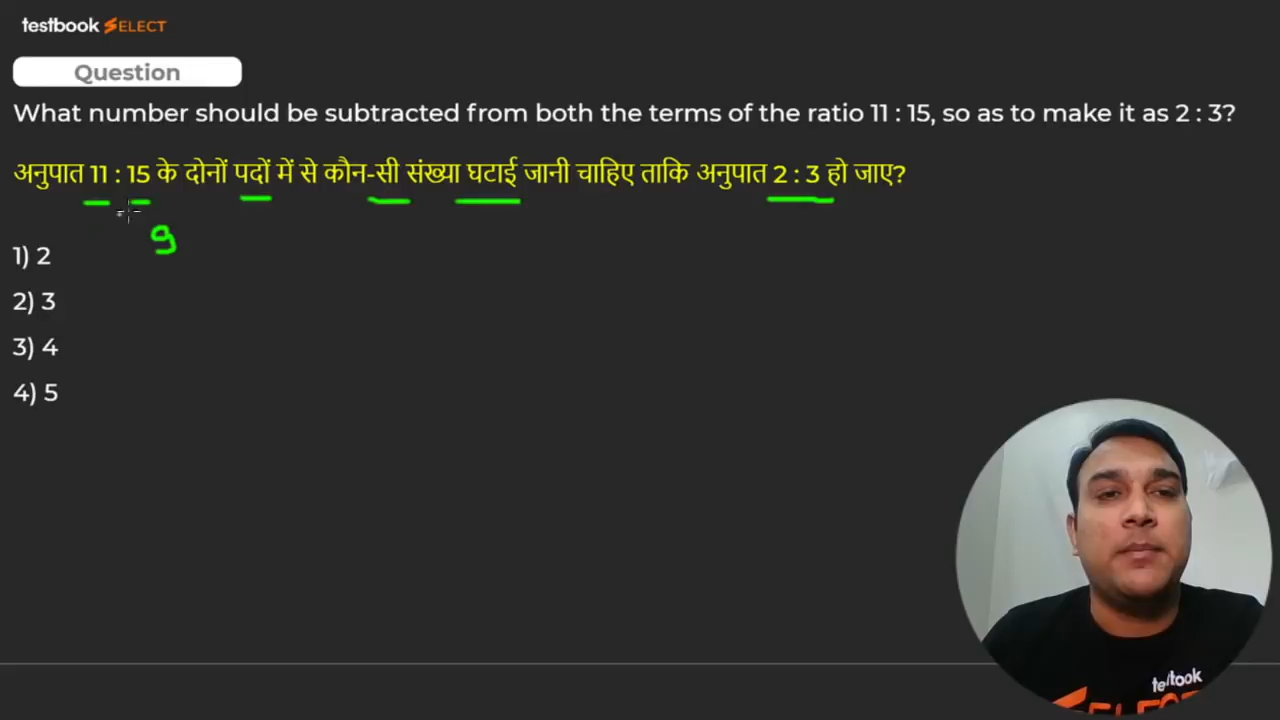 testbook SELECT
Question
What number should be subtracted from both the terms of the ratio 11 : 15, so as to make it as 2 : 3?
अनुपात 11 : 15 के दोनों पदों में से कौन-सी संख्या घटाई जानी चाहिए ताकि अनुपात 2 : 3 हो जाए?
9
1) 2
2) 3
3) 4
4) 5
testbook
SELECT